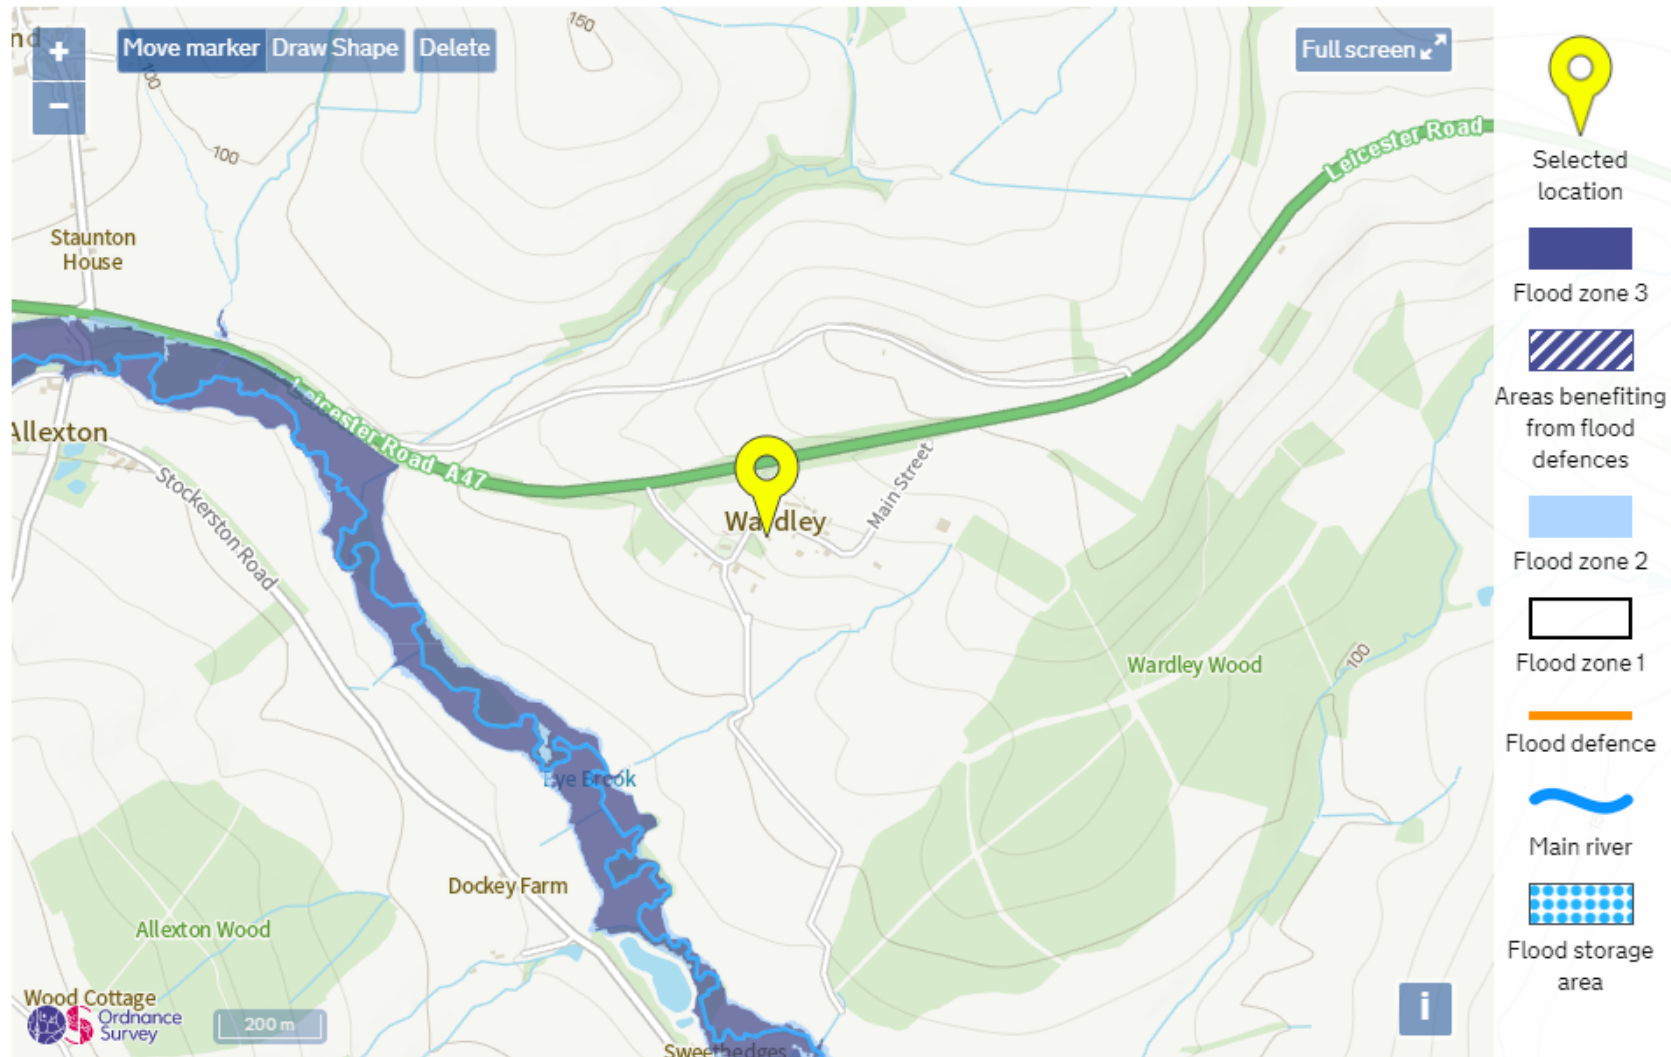 nd
+
Move marker
Draw Shape
Delete
150
Full screen
−
100
100
Leicester Road
Staunton
House
Leicester Road A47
Allexton
Stockerston Road
Wardley
Main Street
Wardley Wood
100
Eye Brook
Dockey Farm
Allexton Wood
Wood Cottage
Ordnance
Survey
200 m
Sweethedges
i
Selected
location
Flood zone 3
Areas benefiting
from flood
defences
Flood zone 2
Flood zone 1
Flood defence
Main river
Flood storage
area